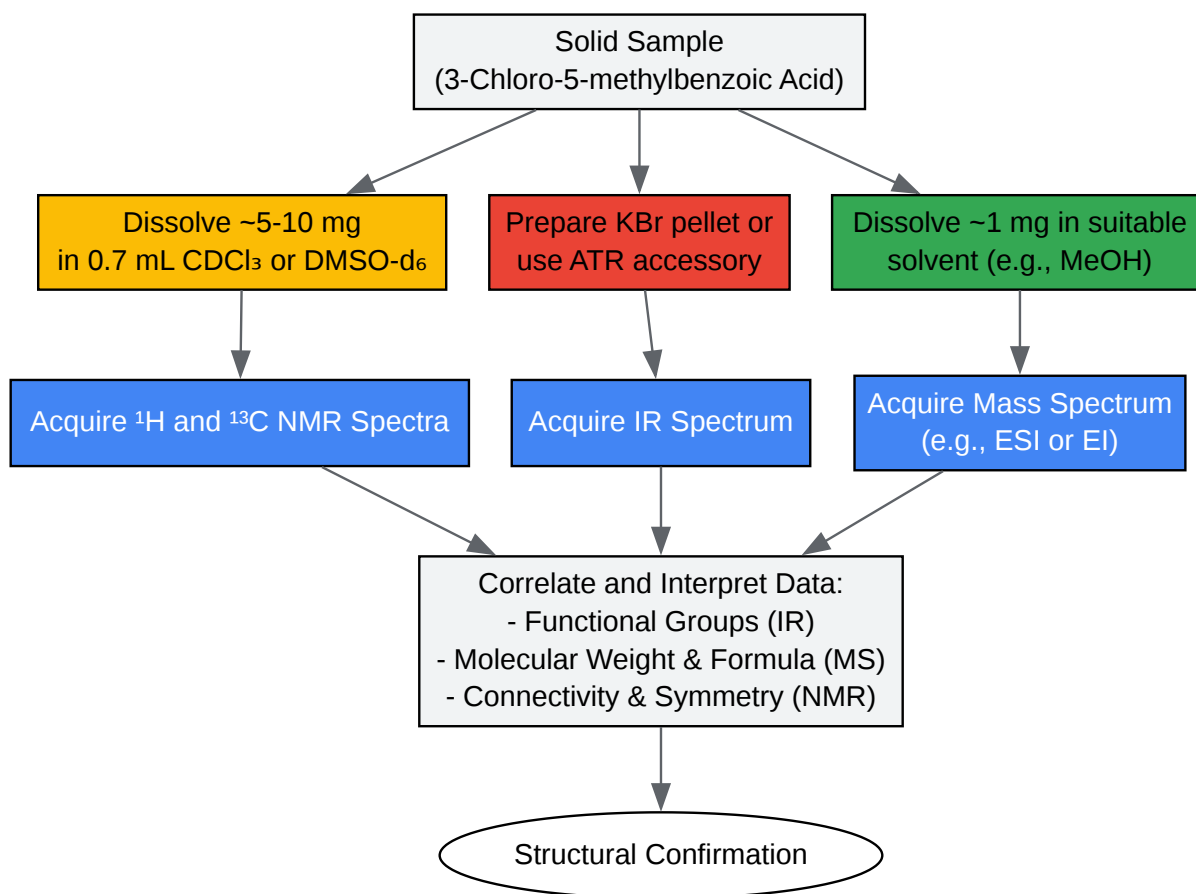 Solid Sample
(3-Chloro-5-methylbenzoic Acid)
Dissolve ~5-10 mg
in 0.7 mL CDCl₃ or DMSO-d₆
Prepare KBr pellet or
use ATR accessory
Dissolve ~1 mg in suitable
solvent (e.g., MeOH)
Acquire ¹H and ¹³C NMR Spectra
Acquire IR Spectrum
Acquire Mass Spectrum
(e.g., ESI or EI)
Correlate and Interpret Data:
- Functional Groups (IR)
- Molecular Weight & Formula (MS)
- Connectivity & Symmetry (NMR)
Structural Confirmation